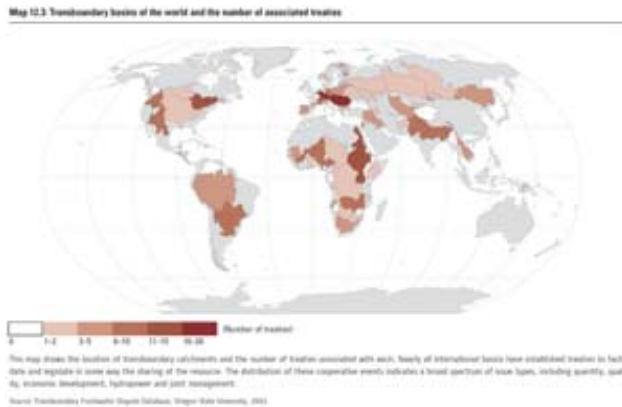 Map 12.3: Transboundary basins of the world and the number of associated treaties
0 1–2 3–5 6–10 11–15 16–20 (Number of treaties)
This map shows the location of transboundary catchments and the number of treaties associated with each. Nearly all international basins have established treaties to
date and legislate in some way the sharing of the resource. The distribution of these cooperative events indicates a broad spectrum of issue types, including quantity,
economic development, hydropower and joint management.
Source: Transboundary Freshwater Dispute Database, Oregon State University,